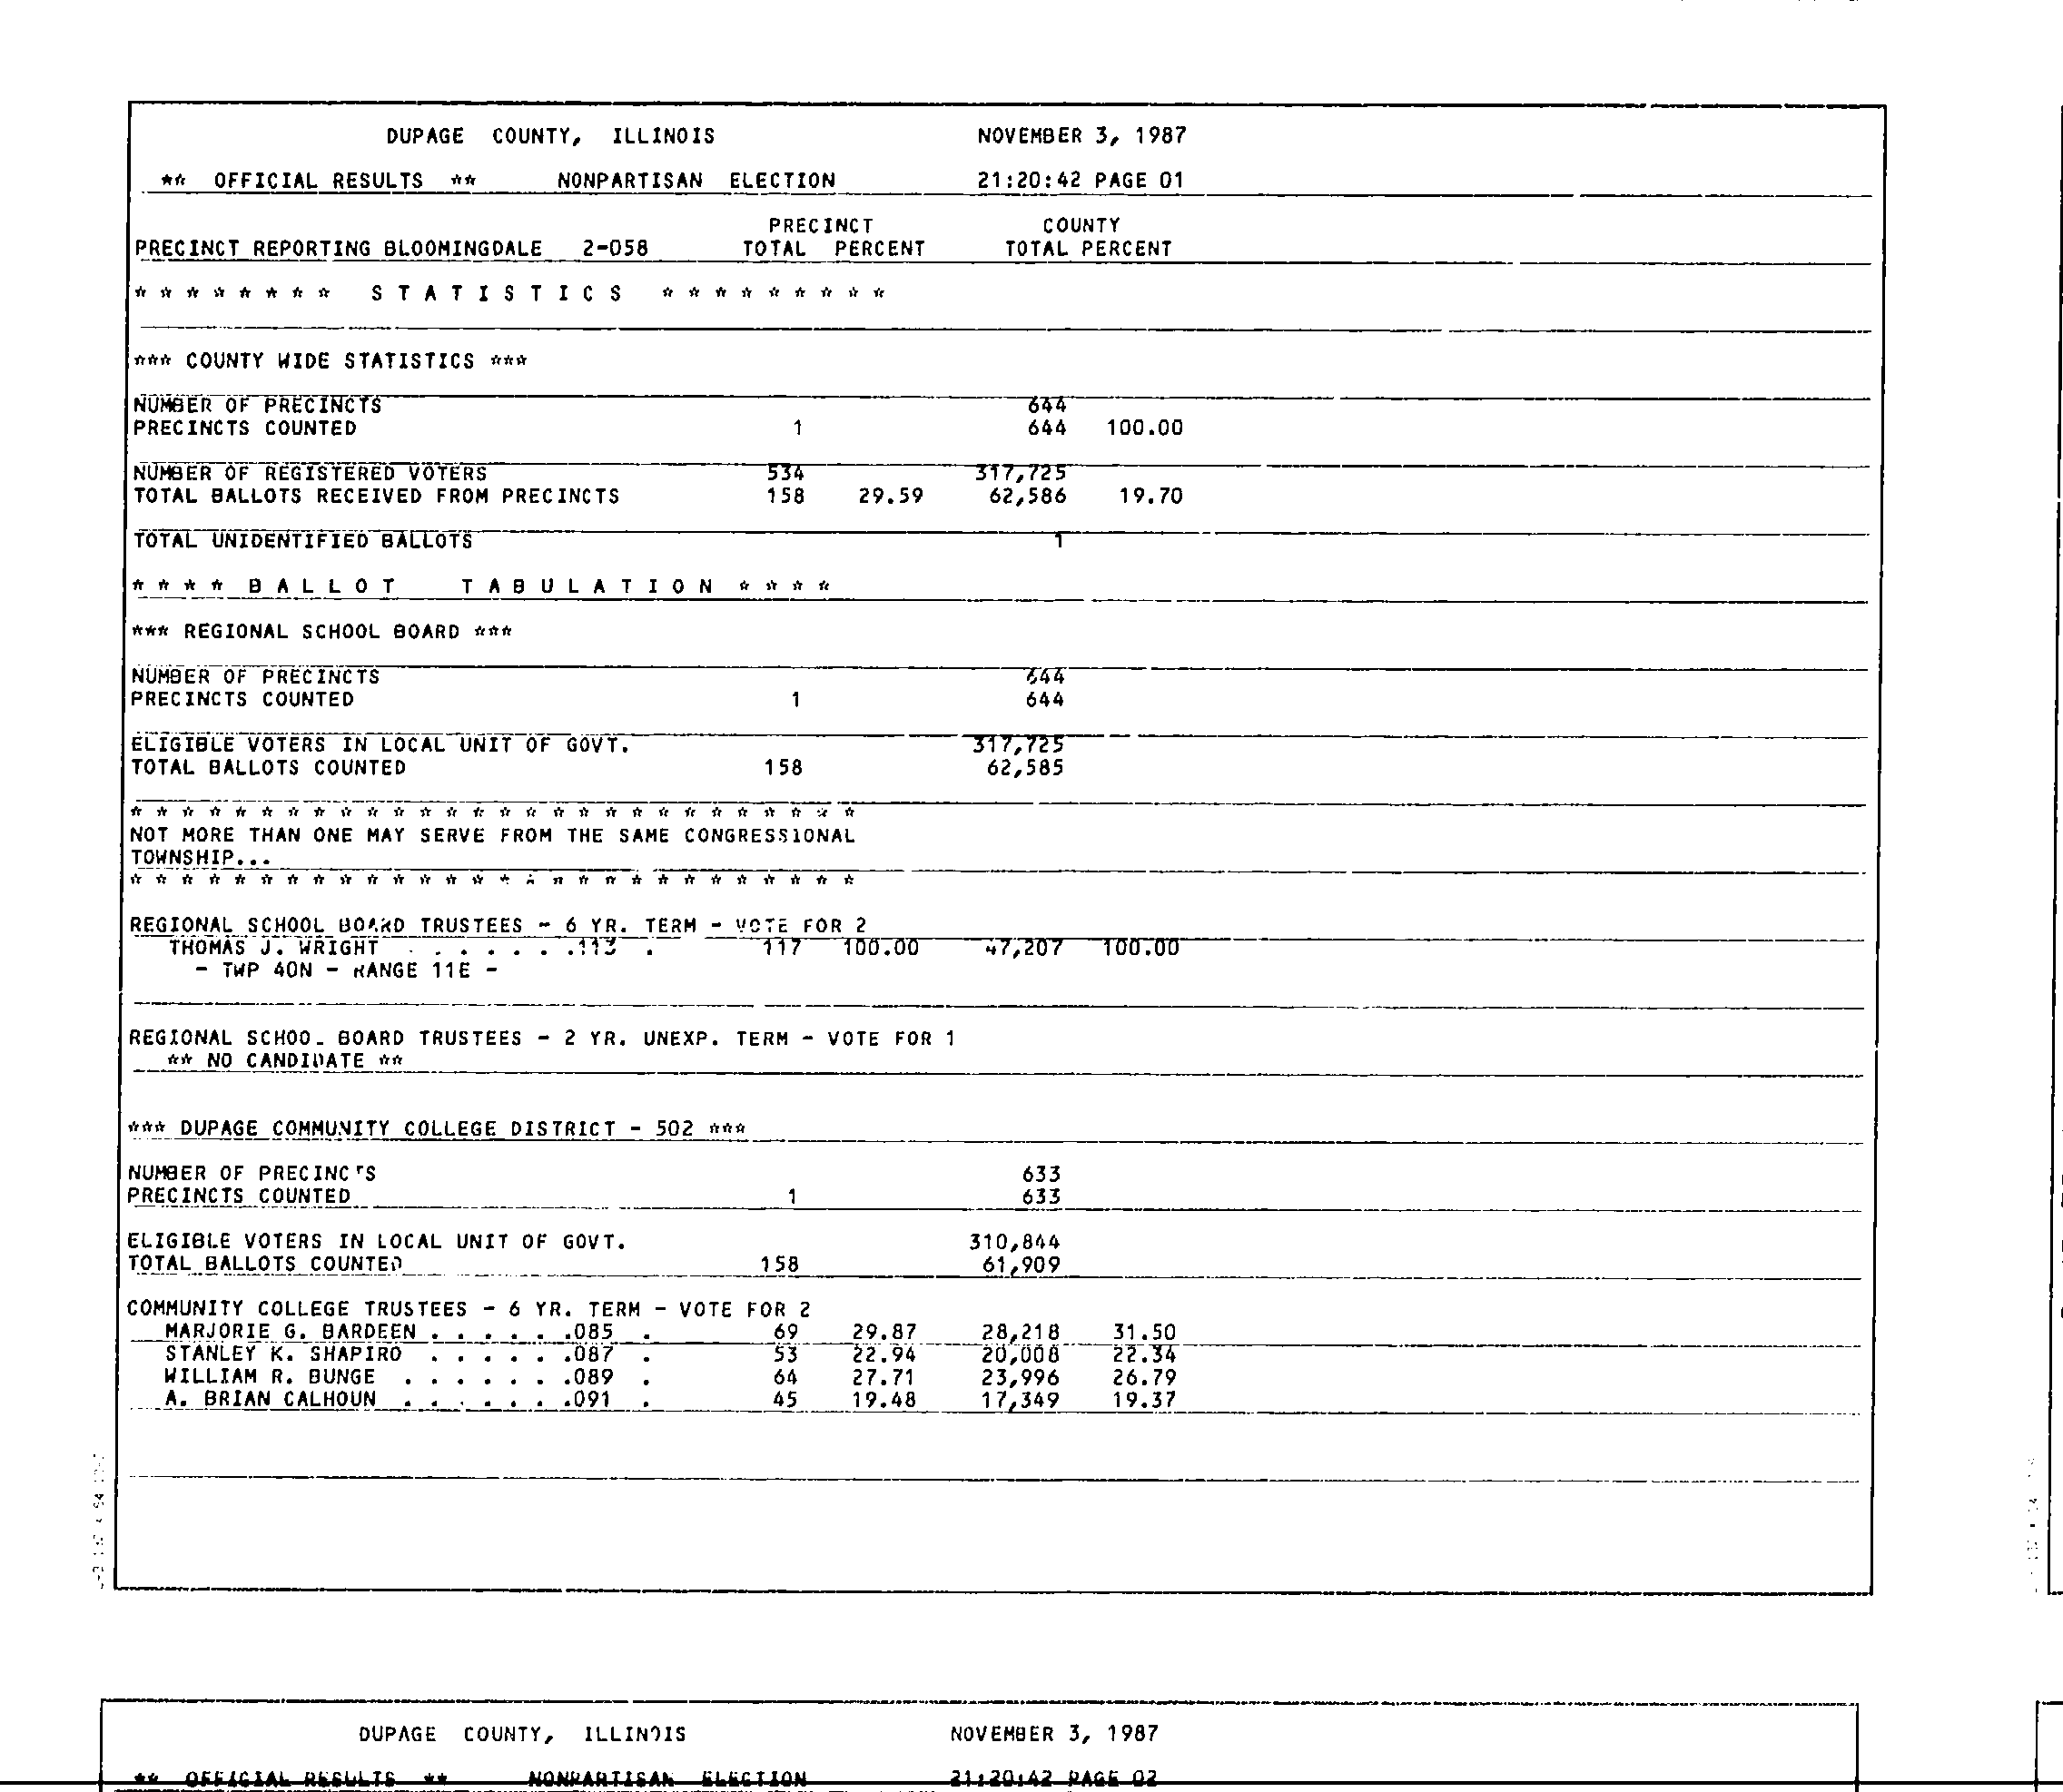 DUPAGE COUNTY, ILLINOIS NOVEMBER 3, 1987
** OFFICIAL RESULTS ** NONPARTISAN ELECTION 21:20:42 PAGE 01
PRECINCT COUNTY
PRECINCT REPORTING BLOOMINGDALE 2-058 TOTAL PERCENT TOTAL PERCENT
* * * * * * * * S T A T I S T I C S * * * * * * * * *
*** COUNTY WIDE STATISTICS ***
NUMBER OF PRECINCTS 644
PRECINCTS COUNTED 1 644 100.00
NUMBER OF REGISTERED VOTERS 534 317,725
TOTAL BALLOTS RECEIVED FROM PRECINCTS 158 29.59 62,586 19.70
TOTAL UNIDENTIFIED BALLOTS 1
* * * * B A L L O T T A B U L A T I O N * * * *
*** REGIONAL SCHOOL BOARD ***
NUMBER OF PRECINCTS 644
PRECINCTS COUNTED 1 644
ELIGIBLE VOTERS IN LOCAL UNIT OF GOVT. 317,725
TOTAL BALLOTS COUNTED 158 62,585
* * * * * * * * * * * * * * * * * * * * * * * * * * * *
NOT MORE THAN ONE MAY SERVE FROM THE SAME CONGRESSIONAL
TOWNSHIP...
* * * * * * * * * * * * * * * * * * * * * * * * * * * *
REGIONAL SCHOOL BOARD TRUSTEES - 6 YR. TERM - VOTE FOR 2
THOMAS J. WRIGHT . . . . . . .113 . 117 100.00 47,207 100.00
- TWP 40N - RANGE 11E -
REGIONAL SCHOOL BOARD TRUSTEES - 2 YR. UNEXP. TERM - VOTE FOR 1
** NO CANDIDATE **
*** DUPAGE COMMUNITY COLLEGE DISTRICT - 502 ***
NUMBER OF PRECINCTS 633
PRECINCTS COUNTED 1 633
ELIGIBLE VOTERS IN LOCAL UNIT OF GOVT. 310,844
TOTAL BALLOTS COUNTED 158 61,909
COMMUNITY COLLEGE TRUSTEES - 6 YR. TERM - VOTE FOR 2
MARJORIE G. BARDEEN . . . . . .085 . 69 29.87 28,218 31.50
STANLEY K. SHAPIRO . . . . . .087 . 53 22.94 20,008 22.34
WILLIAM R. BUNGE . . . . . . .089 . 64 27.71 23,996 26.79
A. BRIAN CALHOUN . . . . . . .091 . 45 19.48 17,349 19.37
DUPAGE COUNTY, ILLINOIS NOVEMBER 3, 1987
** OFFICIAL RESULTS ** NONPARTISAN ELECTION 21:20:42 PAGE 02